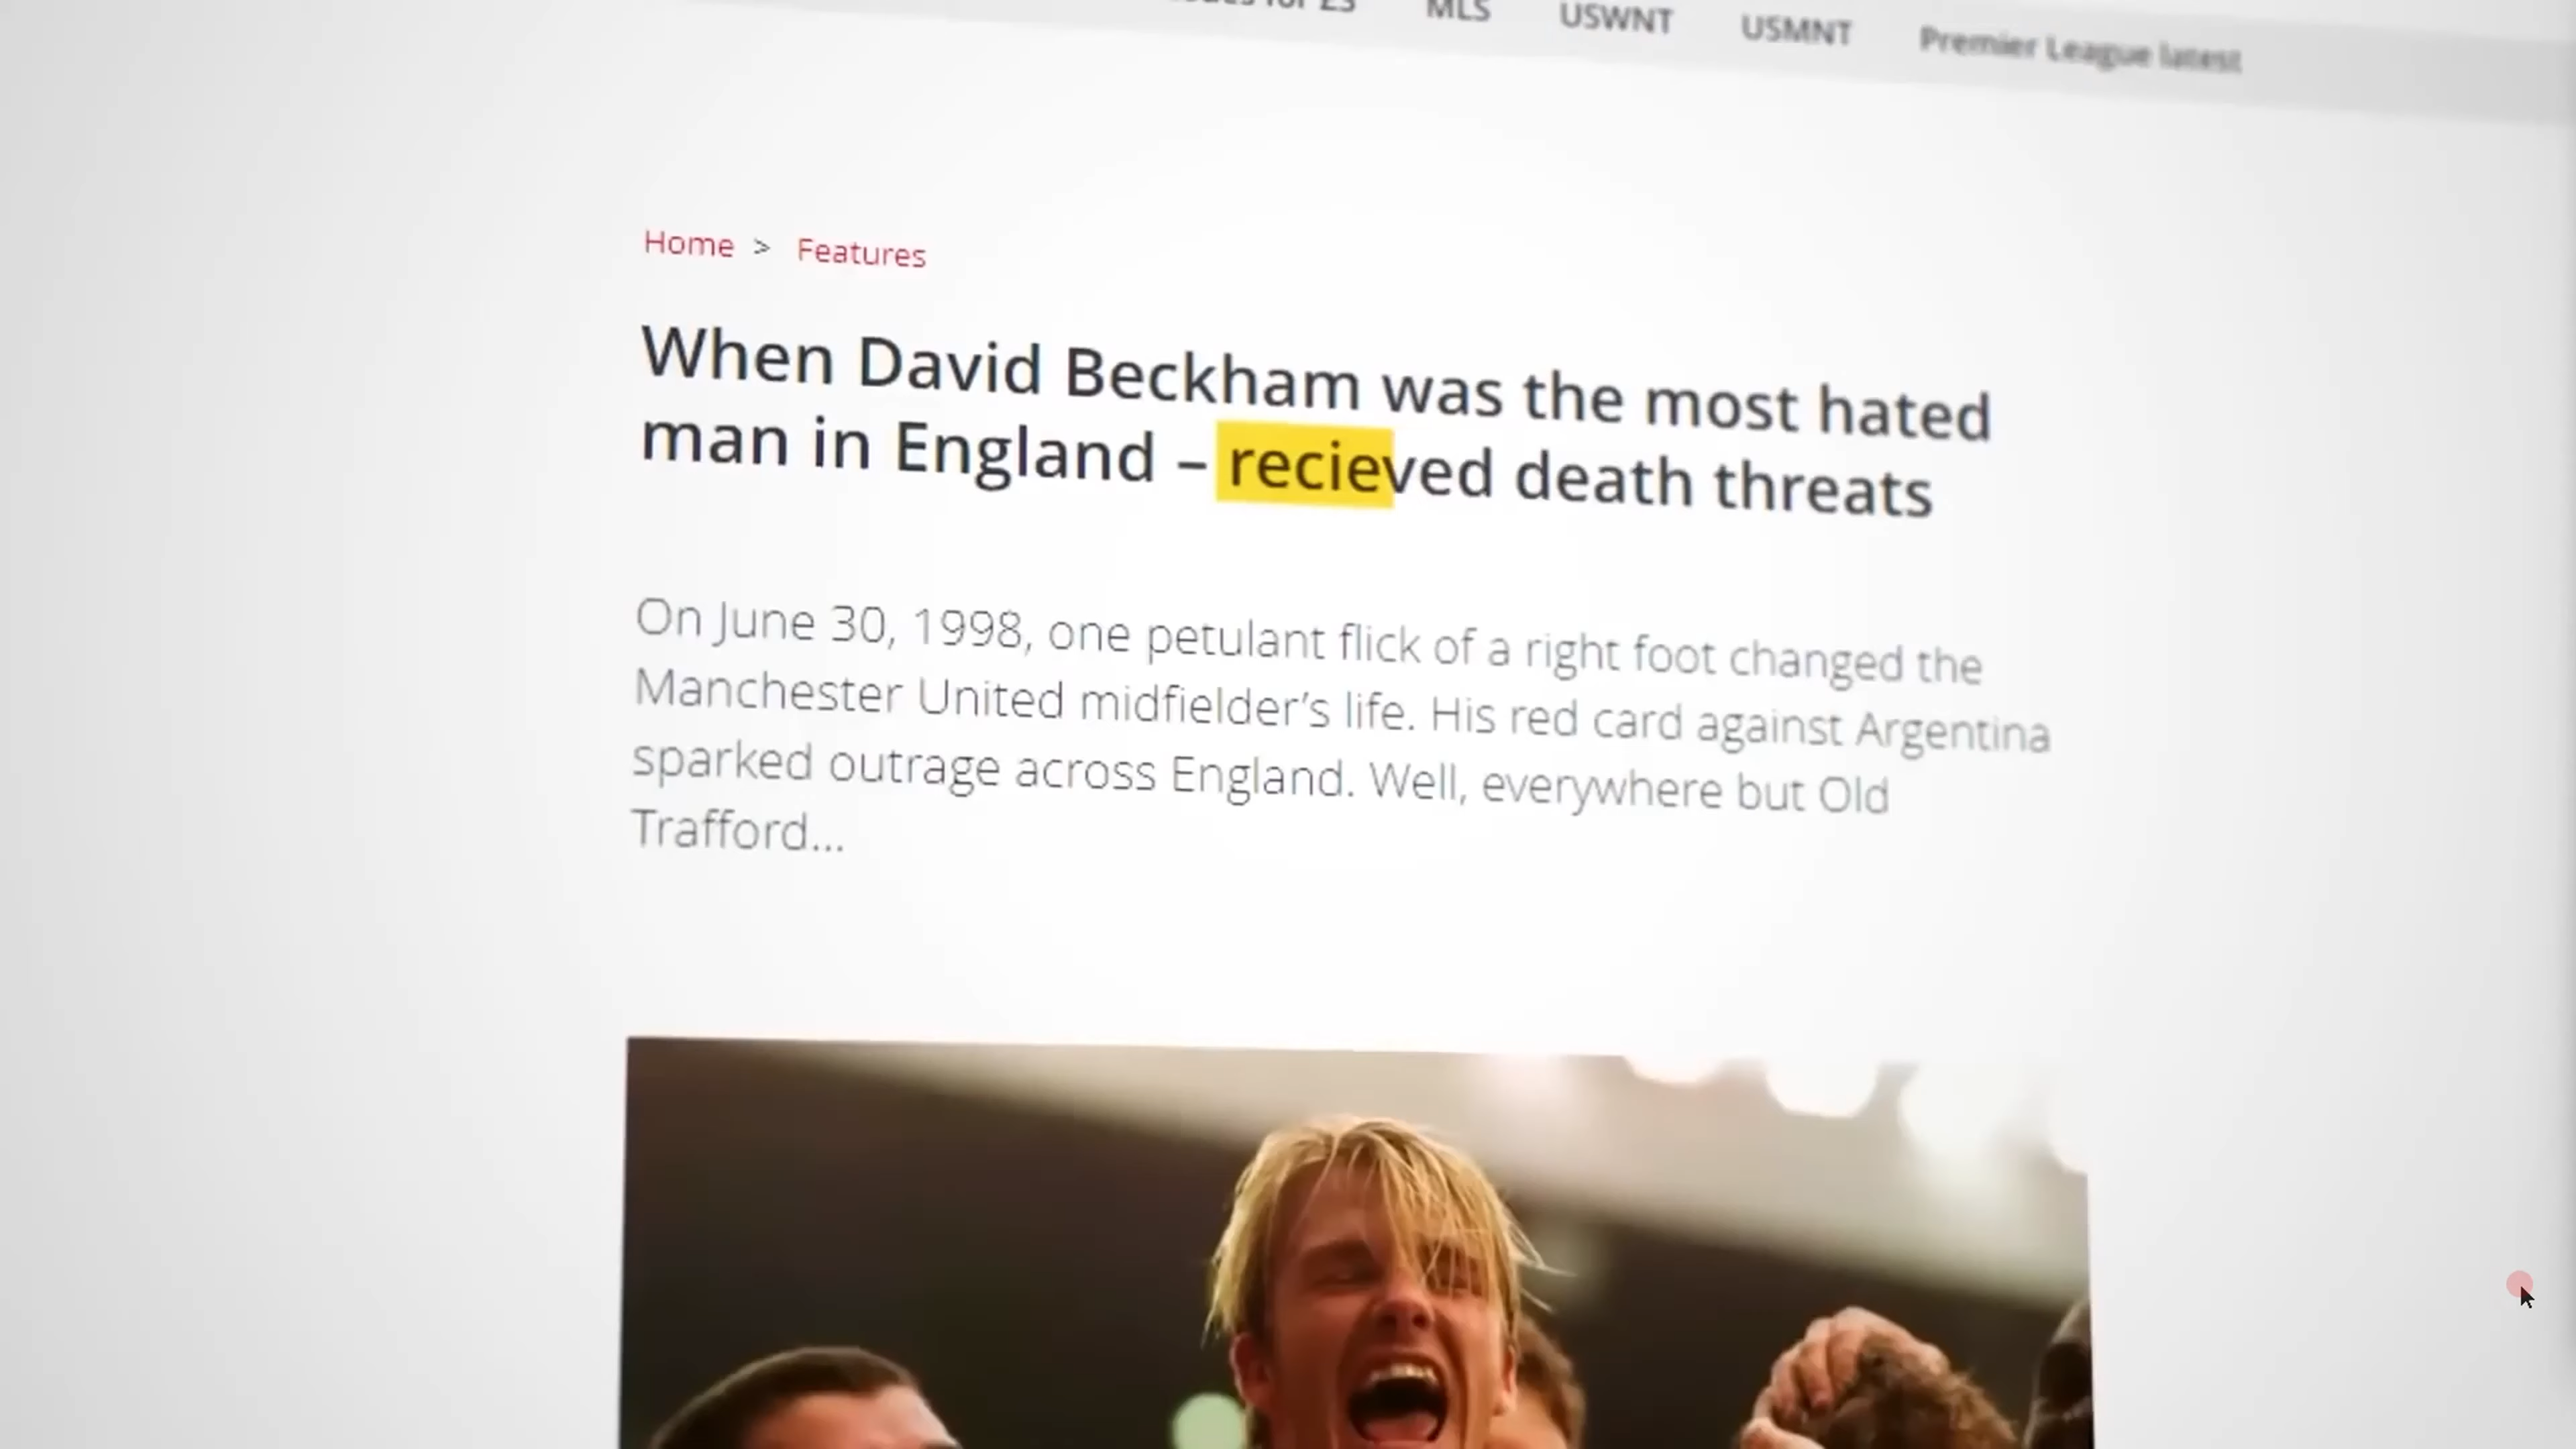 for £5 MLS USWNT USMNT Premier League latest
Home > Features
When David Beckham was the most hated
man in England – recieved death threats
On June 30, 1998, one petulant flick of a right foot changed the
Manchester United midfielder’s life. His red card against Argentina
sparked outrage across England. Well, everywhere but Old
Trafford...